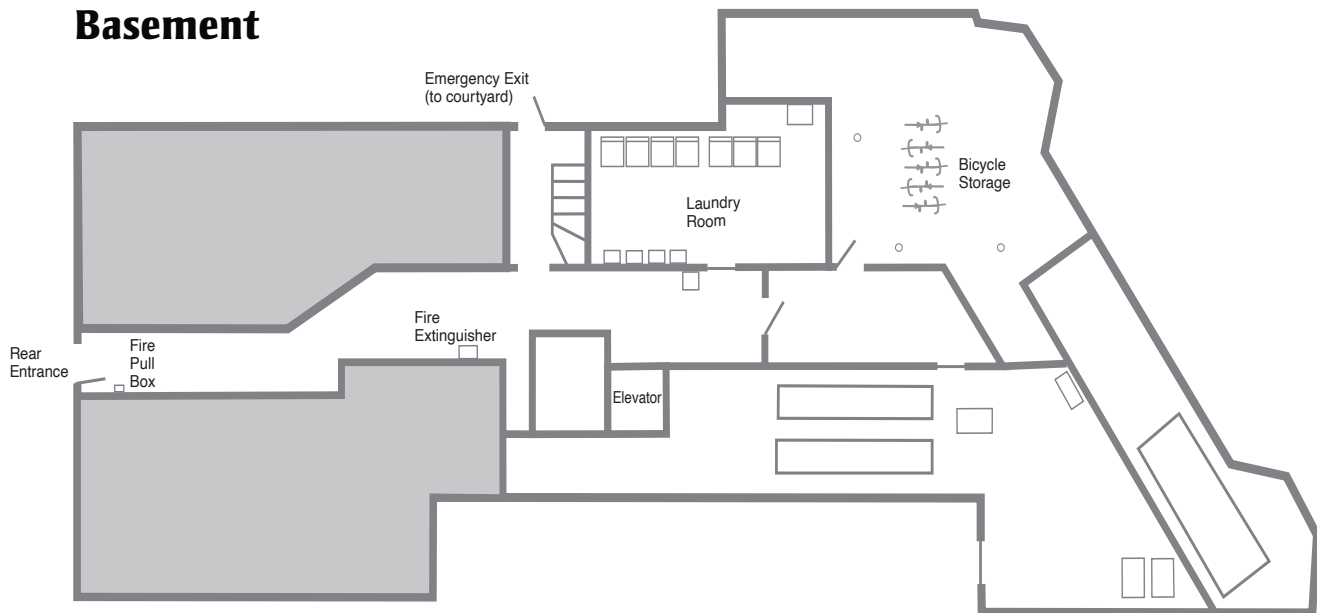 Basement
Emergency Exit
(to courtyard)
Bicycle
Storage
Laundry
Room
Fire
Extinguisher
Rear
Entrance
Fire
Pull
Box
Elevator